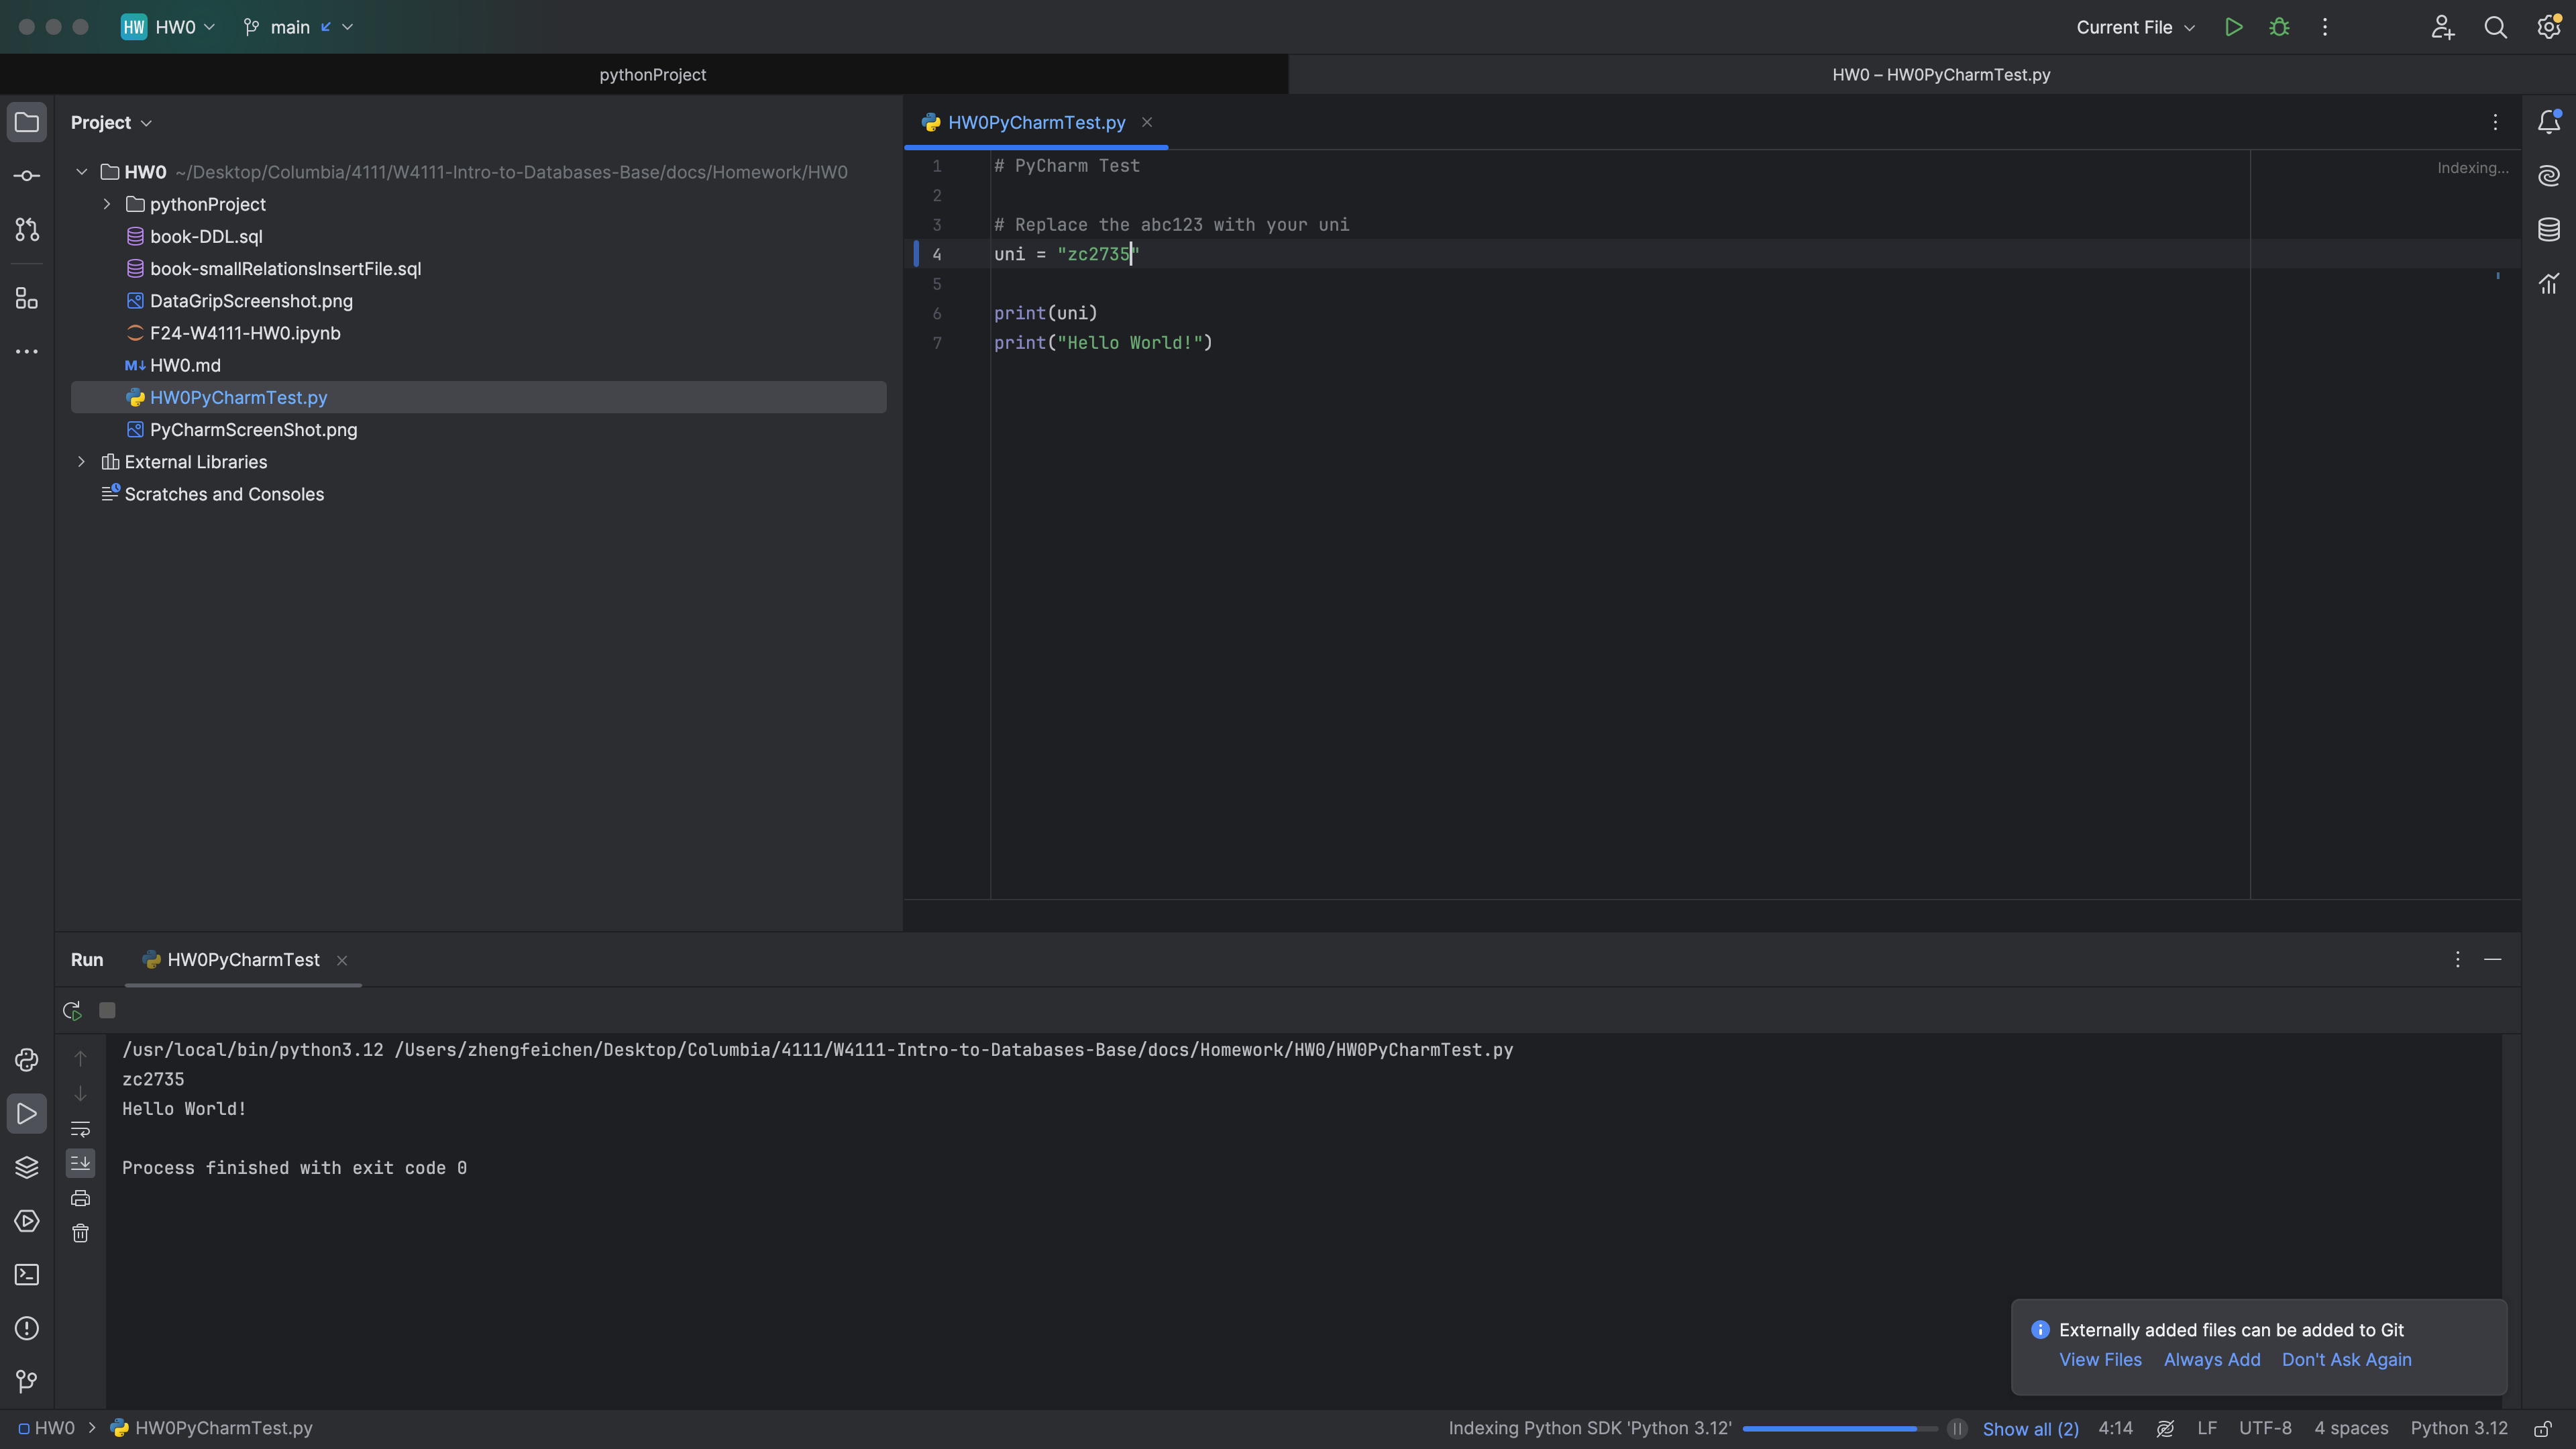 HW HW0 main Current File
pythonProject HW0 – HW0PyCharmTest.py
Project
HW0 ~/Desktop/Columbia/4111/W4111-Intro-to-Databases-Base/docs/Homework/HW0
pythonProject
book-DDL.sql
book-smallRelationsInsertFile.sql
DataGripScreenshot.png
F24-W4111-HW0.ipynb
M↓ HW0.md
HW0PyCharmTest.py
PyCharmScreenShot.png
External Libraries
Scratches and Consoles
HW0PyCharmTest.py
Indexing...
1 # PyCharm Test
2
3 # Replace the abc123 with your uni
4 uni = "zc2735"
5
6 print(uni)
7 print("Hello World!")
Run HW0PyCharmTest
/usr/local/bin/python3.12 /Users/zhengfeichen/Desktop/Columbia/4111/W4111-Intro-to-Databases-Base/docs/Homework/HW0/HW0PyCharmTest.py
zc2735
Hello World!
Process finished with exit code 0
Externally added files can be added to Git
View Files Always Add Don't Ask Again
HW0 > HW0PyCharmTest.py Indexing Python SDK 'Python 3.12' Show all (2) 4:14 LF UTF-8 4 spaces Python 3.12